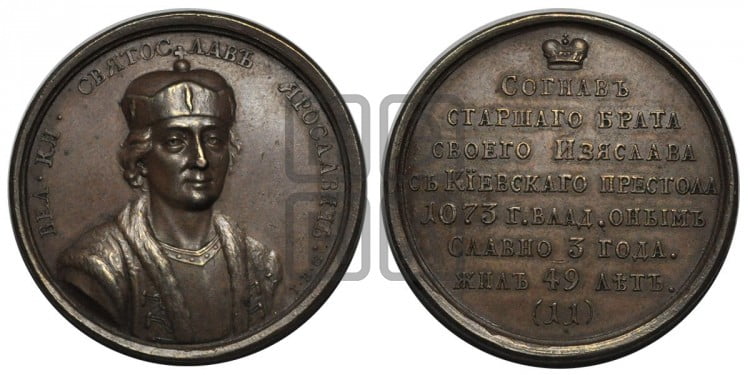 ВЕЛ · КН · СВЯТОСЛАВЪ ЯРОСЛАВИЧЬ ·
СОГНАВЪ
СТАРШАГО БРАТА
СВОЕГО ИЗЯСЛАВА
СЪ КIЕВСКАГО ПРЕСТОЛА
1073 Г. ВЛАД. ОНЫМЪ
СЛАВНО 3 ГОДА.
ЖИЛЪ 49 ЛѢТЪ.
(11)